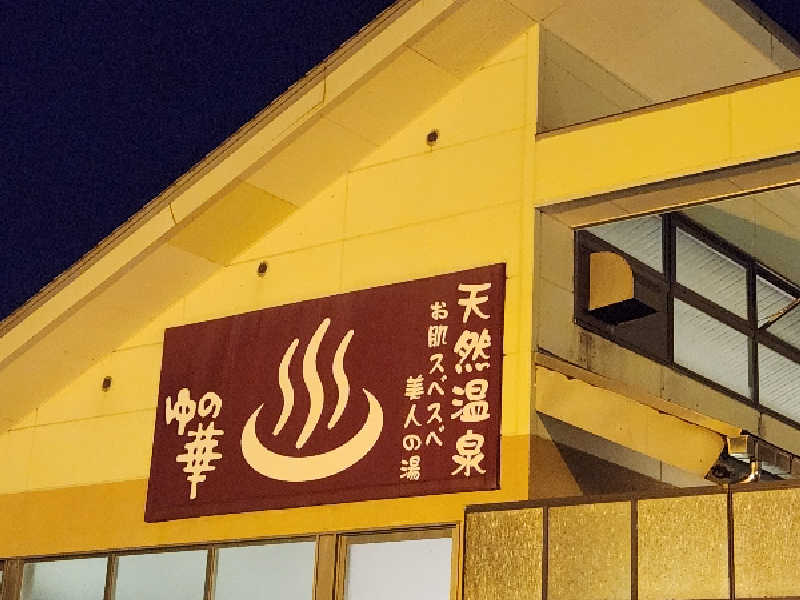 天然温泉
お肌スベスベ
美人の湯
ゆの華